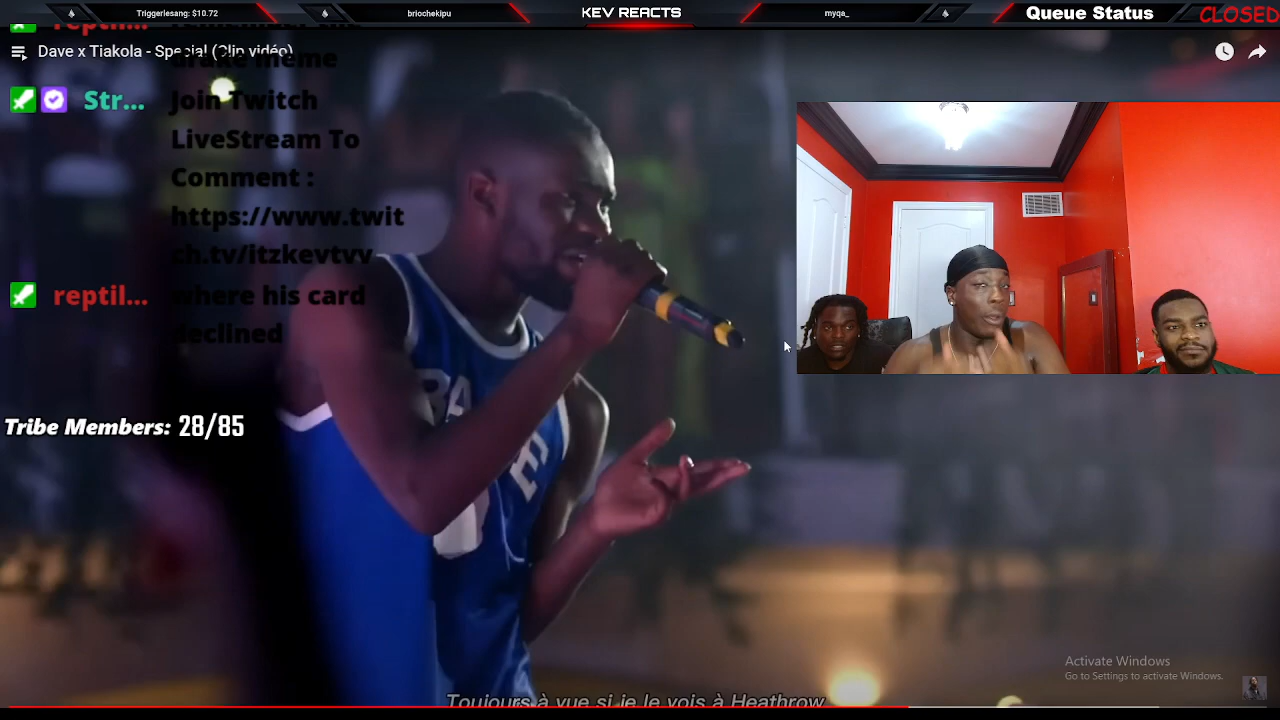 Triggerlesang: $10.72
briochekipu
KEV REACTS
myqa_
Queue Status
CLOSED
Dave x Tiakola - Special (Clip vidéo)
drake meme
Str...
Join Twitch
LiveStream To
Comment :
https://www.twit
ch.tv/itzkevtvv
reptil...
where his card
declined
Tribe Members: 28/85
Toujours à vue si je le vois à Heathrow
Activate Windows
Go to Settings to activate Windows.